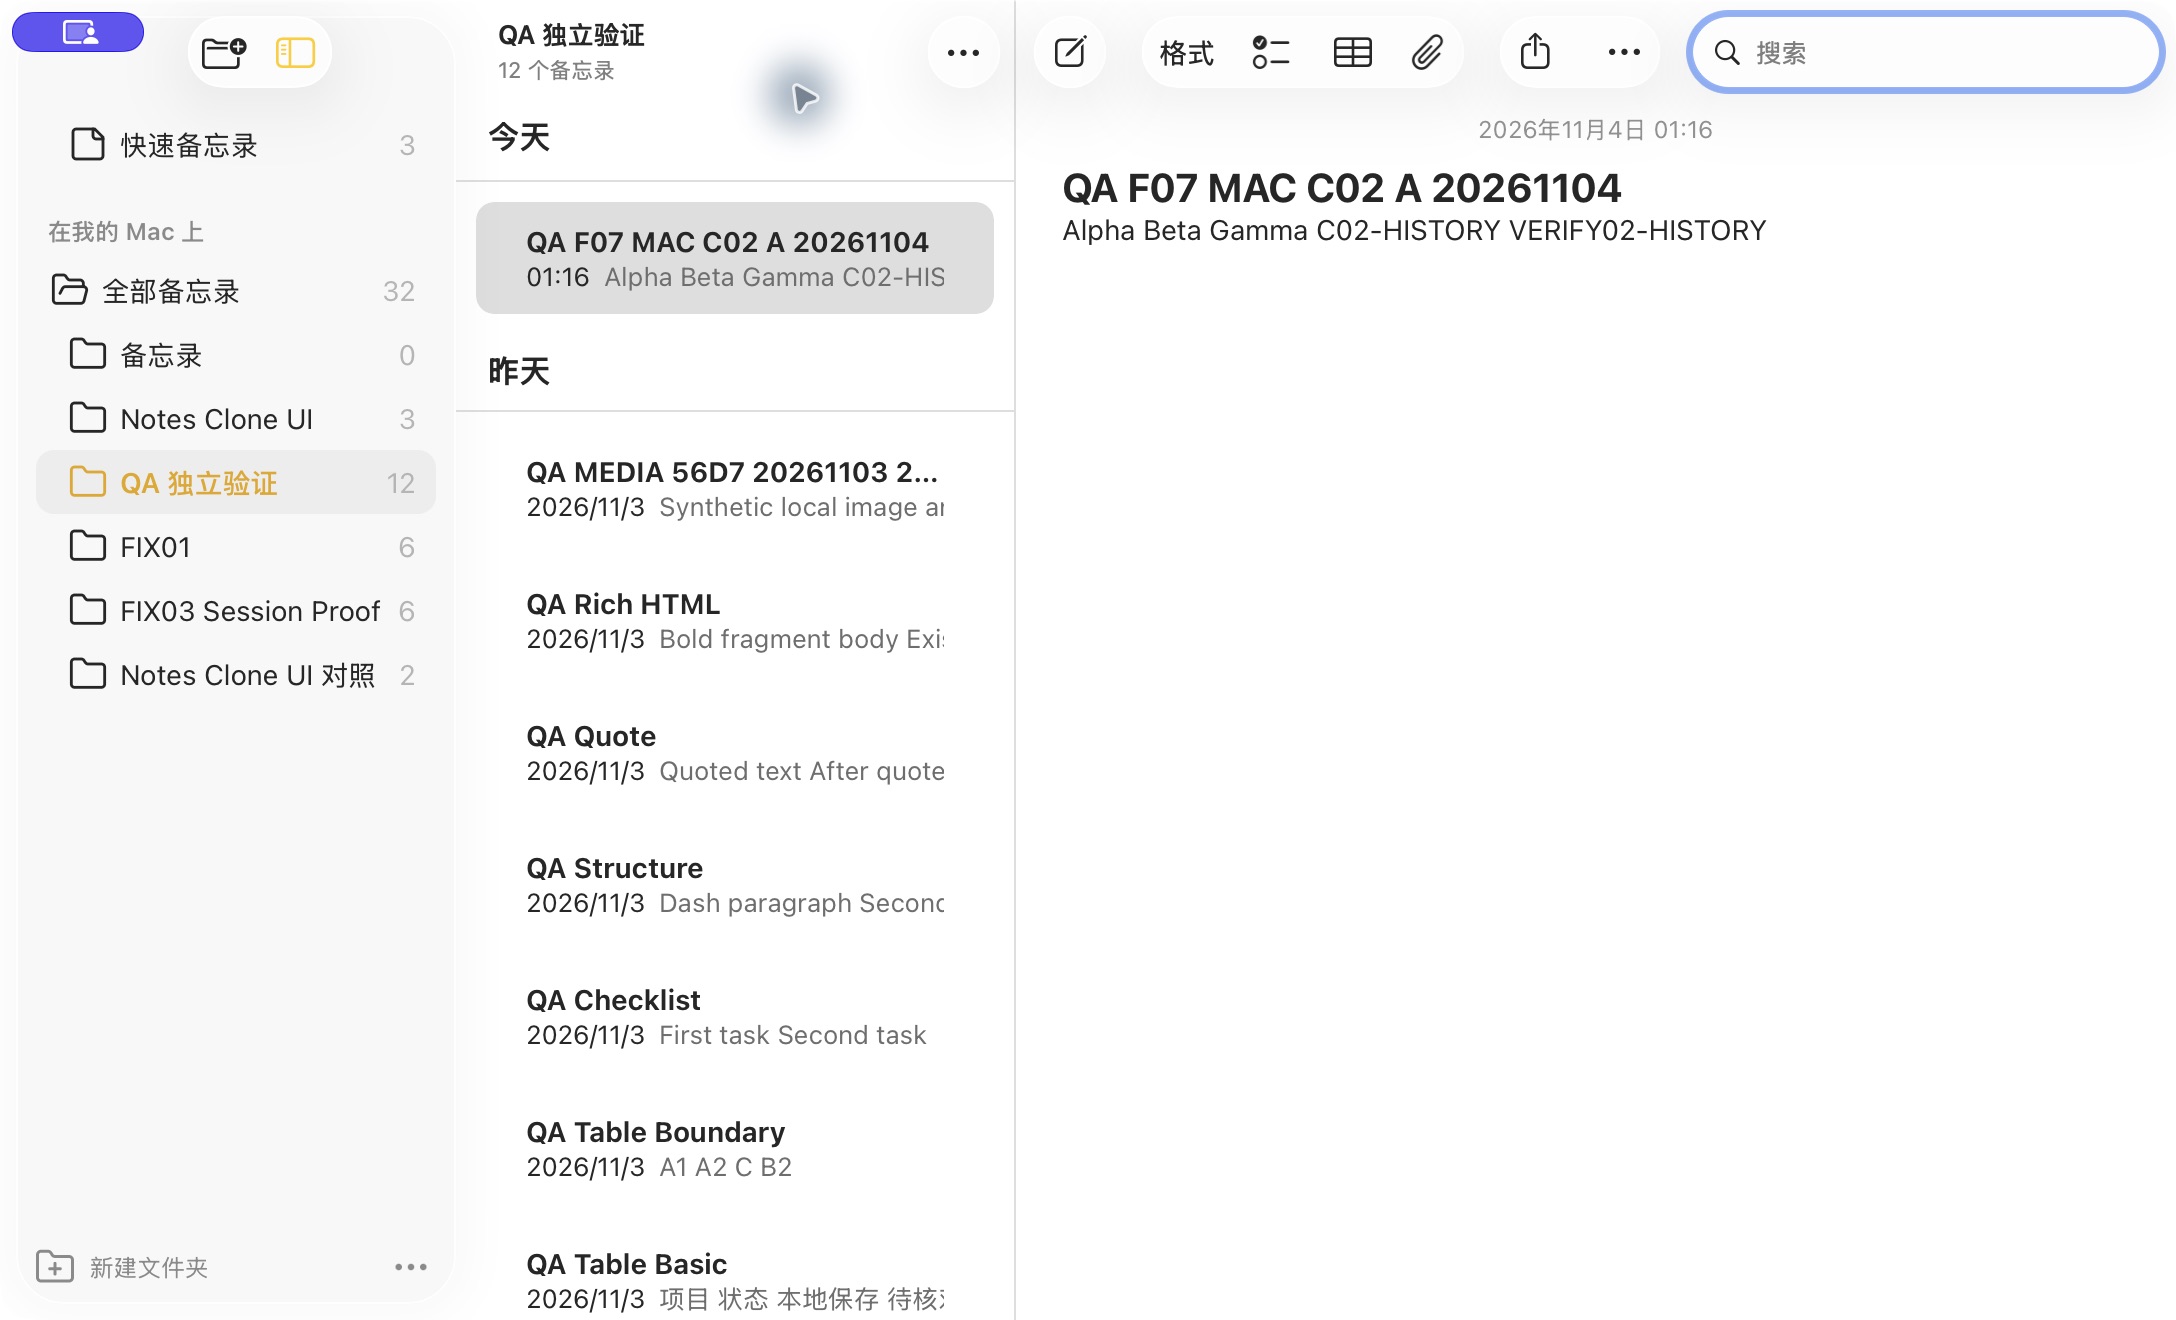 快速备忘录 3
在我的 Mac 上
全部备忘录 32
备忘录 0
Notes Clone UI 3
QA 独立验证 12
FIX01 6
FIX03 Session Proof 6
Notes Clone UI 对照 2
新建文件夹
QA 独立验证
12 个备忘录
今天
QA F07 MAC C02 A 20261104
01:16 Alpha Beta Gamma C02-HIS
昨天
QA MEDIA 56D7 20261103 2...
2026/11/3 Synthetic local image
QA Rich HTML
2026/11/3 Bold fragment body
QA Quote
2026/11/3 Quoted text After quote
QA Structure
2026/11/3 Dash paragraph Second
QA Checklist
2026/11/3 First task Second task
QA Table Boundary
2026/11/3 A1 A2 C B2
QA Table Basic
2026/11/3 项目 状态 本地保存 待核
格式
搜索
2026年11月4日 01:16
QA F07 MAC C02 A 20261104
Alpha Beta Gamma C02-HISTORY VERIFY02-HISTORY